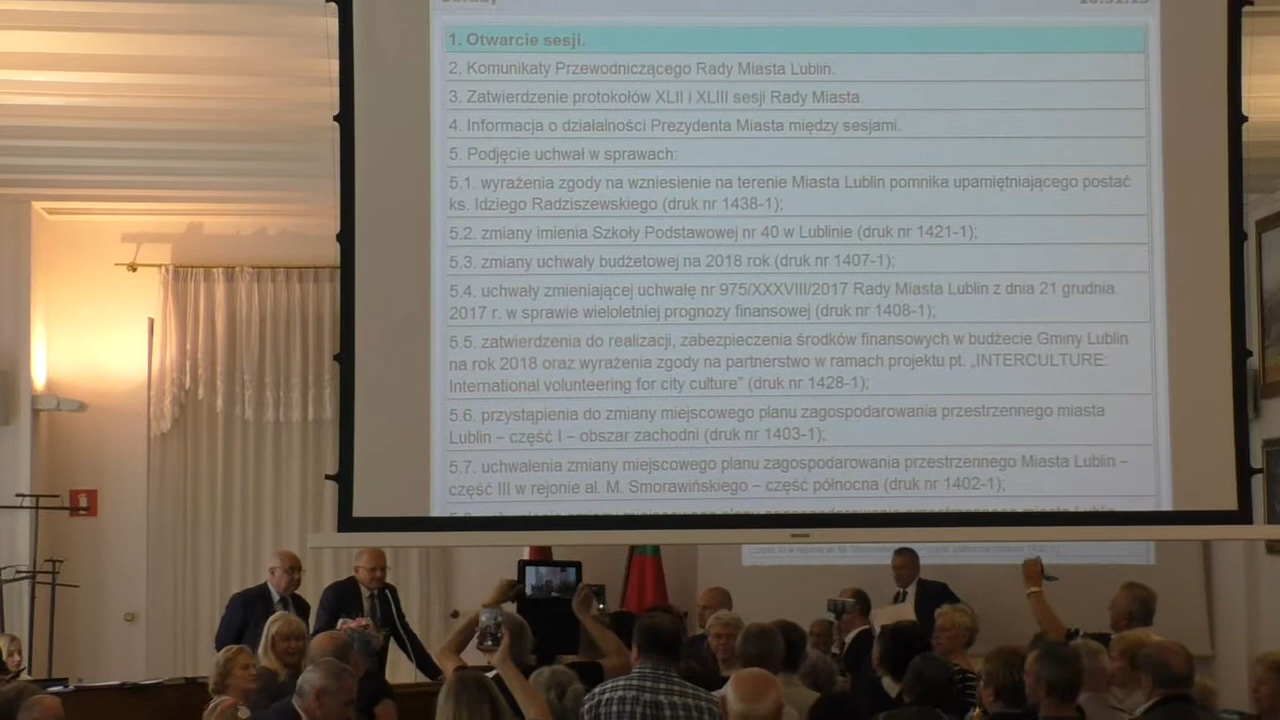 1. Otwarcie sesji.
2. Komunikaty Przewodniczącego Rady Miasta Lublin.
3. Zatwierdzenie protokołów XLII i XLIII sesji Rady Miasta.
4. Informacja o działalności Prezydenta Miasta między sesjami.
5. Podjęcie uchwał w sprawach:
5.1. wyrażenia zgody na wzniesienie na terenie Miasta Lublin pomnika upamiętniającego postać
ks. Idziego Radziszewskiego (druk nr 1438-1);
5.2. zmiany imienia Szkoły Podstawowej nr 40 w Lublinie (druk nr 1421-1);
5.3. zmiany uchwały budżetowej na 2018 rok (druk nr 1407-1);
5.4. uchwały zmieniającej uchwałę nr 975/XXXVIII/2017 Rady Miasta Lublin z dnia 21 grudnia
2017 r. w sprawie wieloletniej prognozy finansowej (druk nr 1408-1);
5.5. zatwierdzenia do realizacji, zabezpieczenia środków finansowych w budżecie Gminy Lublin
na rok 2018 oraz wyrażenia zgody na partnerstwo w ramach projektu pt. „INTERCULTURE:
International volunteering for city culture” (druk nr 1428-1);
5.6. przystąpienia do zmiany miejscowego planu zagospodarowania przestrzennego miasta
Lublin – część I – obszar zachodni (druk nr 1403-1);
5.7. uchwalenia zmiany miejscowego planu zagospodarowania przestrzennego Miasta Lublin –
część III w rejonie al. M. Smorawińskiego – część północna (druk nr 1402-1);